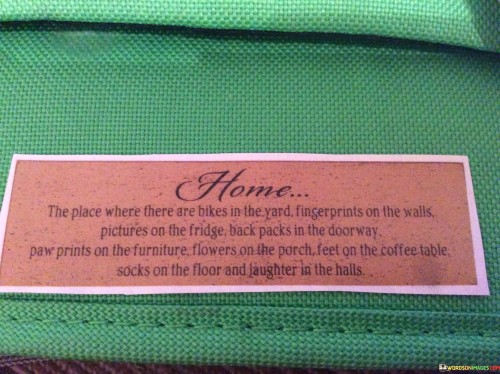 Home...
The place where there are bikes in the yard, fingerprints on the walls,
pictures on the fridge, back packs in the doorway,
paw prints on the furniture, flowers on the porch, feet on the coffee table,
socks on the floor and laughter in the halls.
WORDSONIMAGES.COM